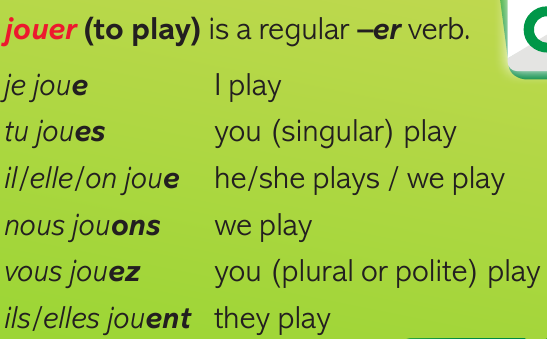 jouer (to play) is a regular –er verb.
je joue I play
tu joues you (singular) play
il/elle/on joue he/she plays / we play
nous jouons we play
vous jouez you (plural or polite) play
ils/elles jouent they play